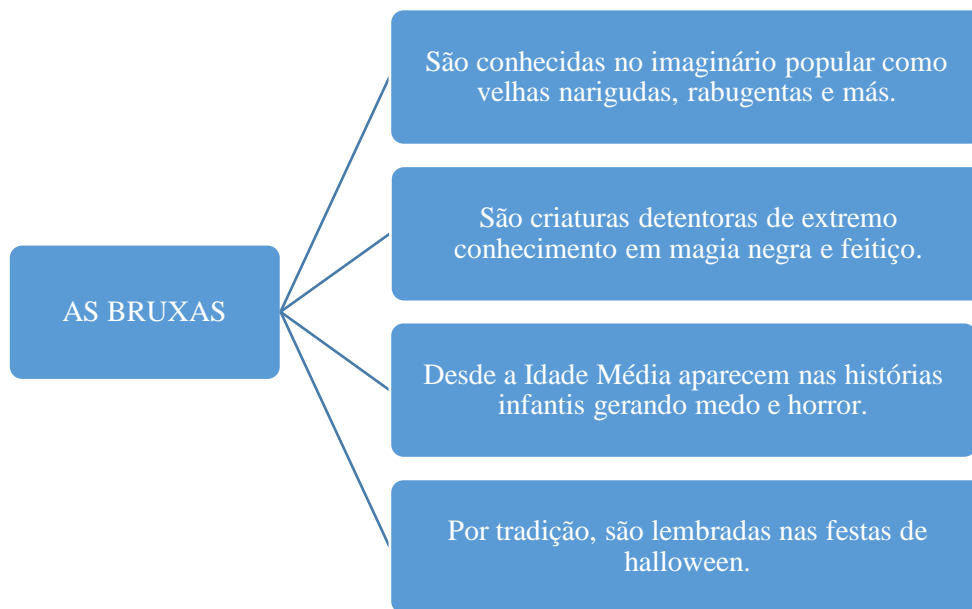 São conhecidas no imaginário popular como
velhas narigudas, rabugentas e más.
São criaturas detentoras de extremo
conhecimento em magia negra e feitiço.
AS BRUXAS
Desde a Idade Média aparecem nas histórias
infantis gerando medo e horror.
Por tradição, são lembradas nas festas de
halloween.